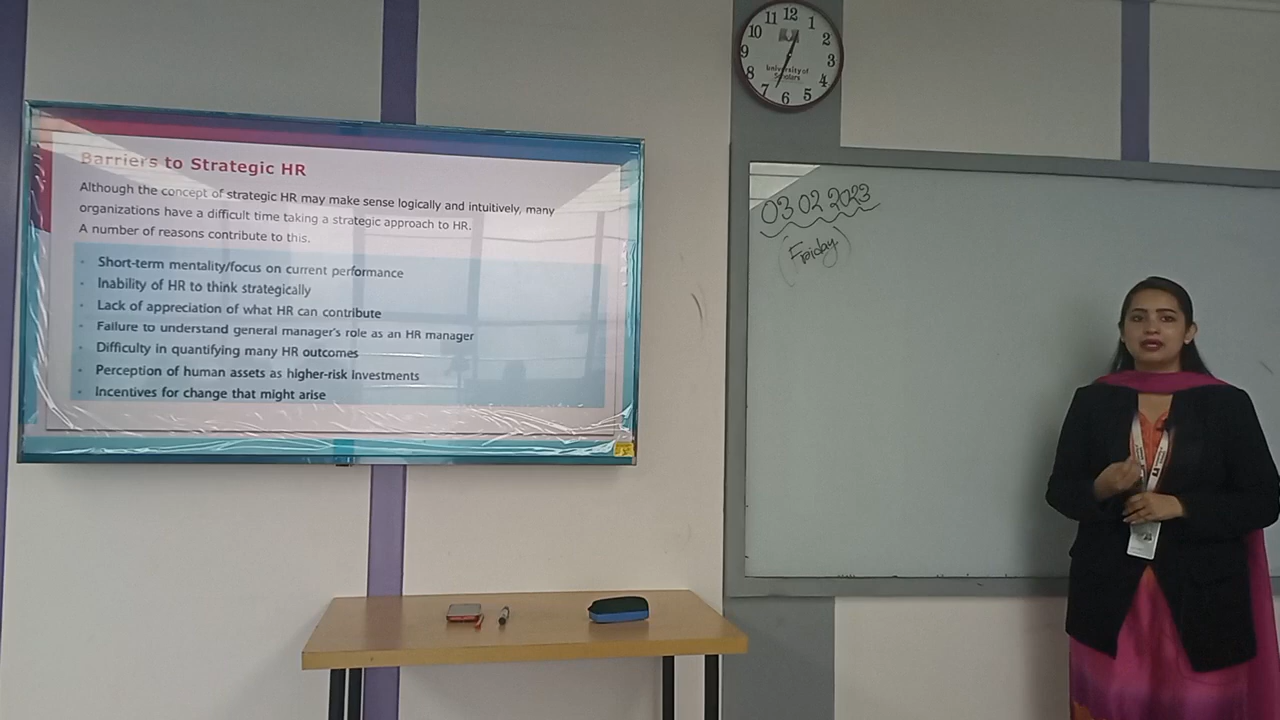 Barriers to Strategic HR
Although the concept of strategic HR may make sense logically and intuitively, many
organizations have a difficult time taking a strategic approach to HR.
A number of reasons contribute to this.
• Short-term mentality/focus on current performance
• Inability of HR to think strategically
• Lack of appreciation of what HR can contribute
• Failure to understand general manager's role as an HR manager
• Difficulty in quantifying many HR outcomes
• Perception of human assets as higher-risk investments
• Incentives for change that might arise
12
1
2
3
4
5
6
7
8
9
10
11
University of
Scholars
03 02 2023
(Friday)